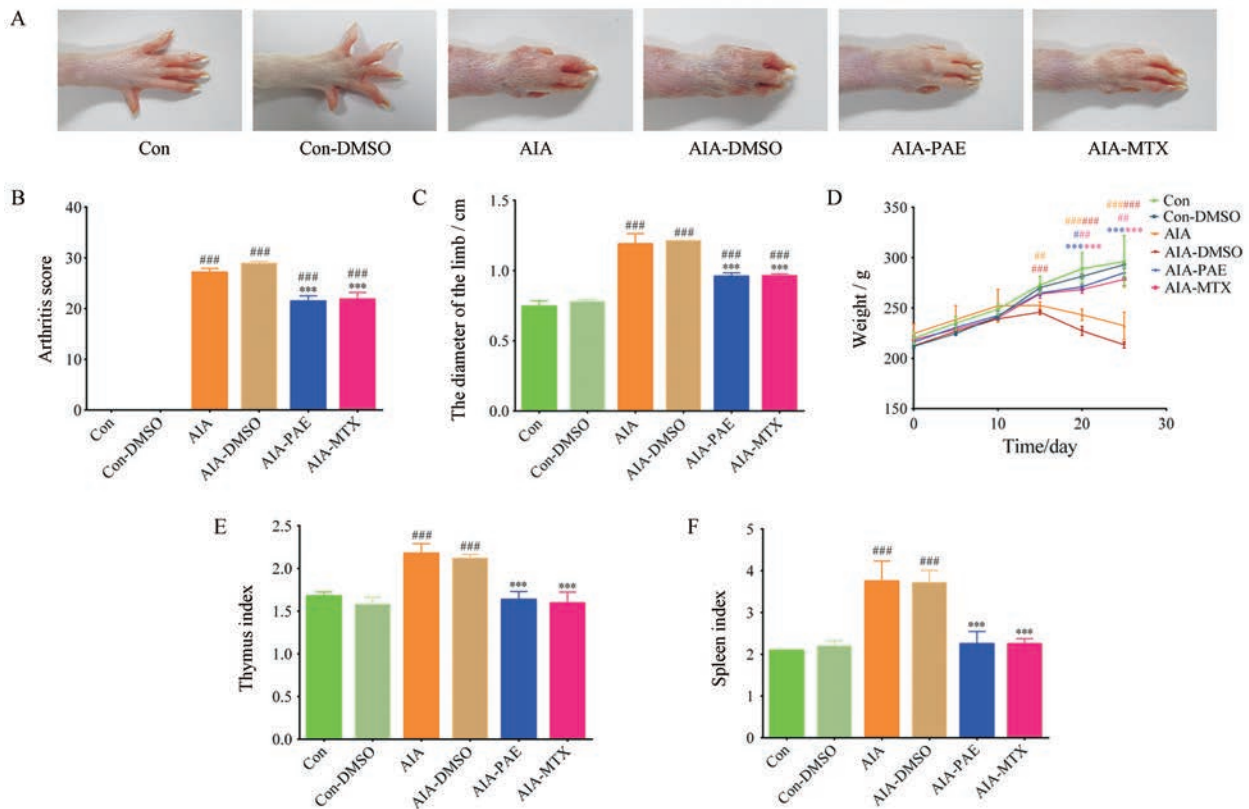 A
Con
Con-DMSO
AIA
AIA-DMSO
AIA-PAE
AIA-MTX
B
Arthritis score
40
30
20
10
0
###
###
###
***
###
***
Con
Con-DMSO
AIA
AIA-DMSO
AIA-PAE
AIA-MTX
C
The diameter of the limb / cm
1.5
1.0
0.5
0.0
###
###
###
***
###
***
Con
Con-DMSO
AIA
AIA-DMSO
AIA-PAE
AIA-MTX
D
Weight / g
350
300
250
200
150
##
###
######
###
******
######
##
******
0
10
20
30
Time/day
Con
Con-DMSO
AIA
AIA-DMSO
AIA-PAE
AIA-MTX
E
Thymus index
2.5
2.0
1.5
1.0
0.5
0.0
###
###
***
***
Con
Con-DMSO
AIA
AIA-DMSO
AIA-PAE
AIA-MTX
F
Spleen index
5
4
3
2
1
0
###
###
***
***
Con
Con-DMSO
AIA
AIA-DMSO
AIA-PAE
AIA-MTX